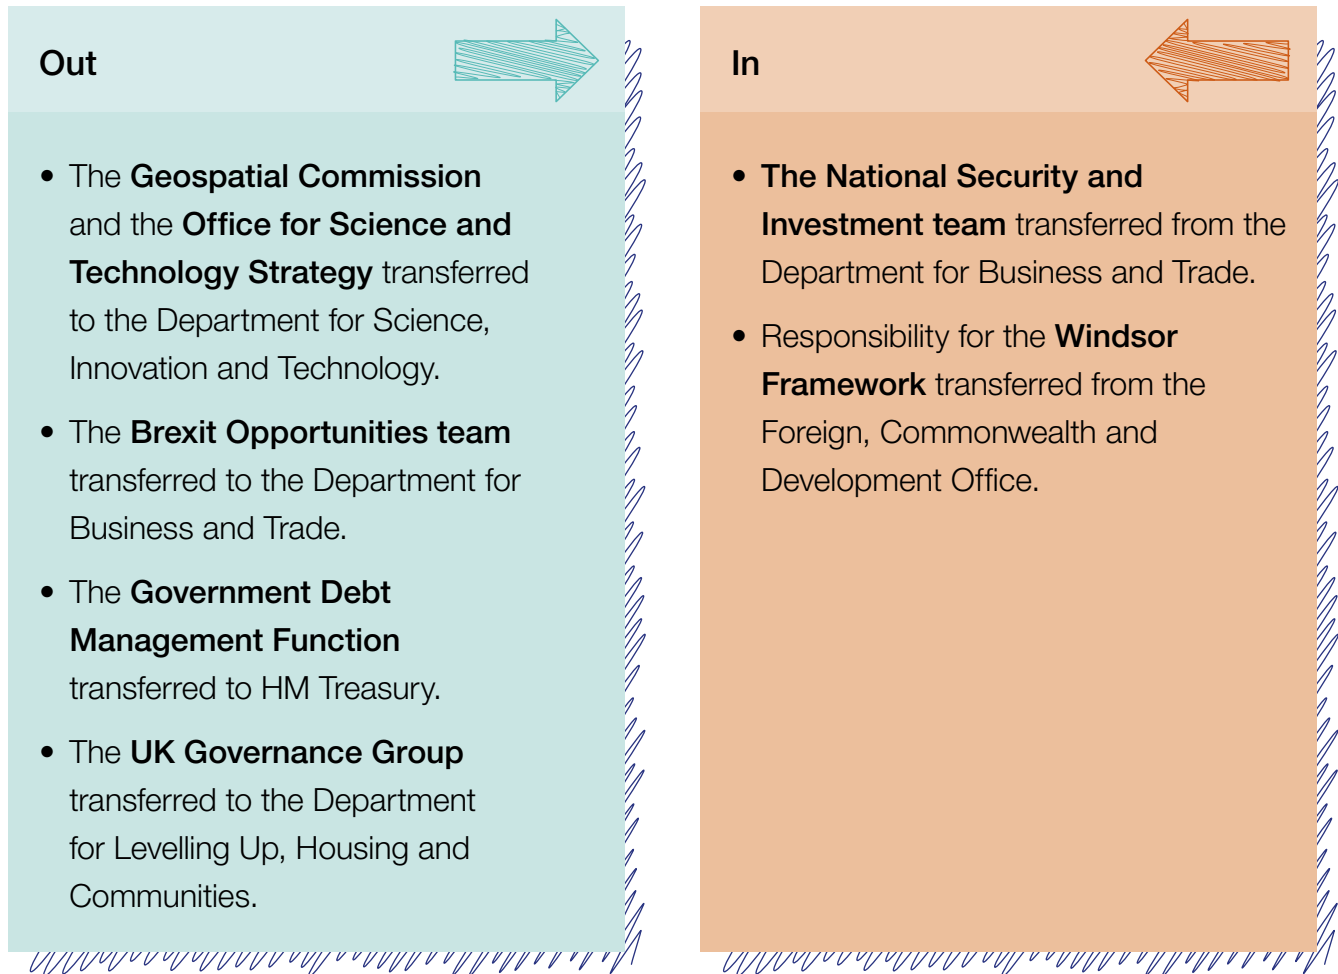 Out
• The Geospatial Commission
and the Office for Science and
Technology Strategy transferred
to the Department for Science,
Innovation and Technology.
• The Brexit Opportunities team
transferred to the Department for
Business and Trade.
• The Government Debt
Management Function
transferred to HM Treasury.
• The UK Governance Group
transferred to the Department
for Levelling Up, Housing and
Communities.
In
• The National Security and
Investment team transferred from the
Department for Business and Trade.
• Responsibility for the Windsor
Framework transferred from the
Foreign, Commonwealth and
Development Office.